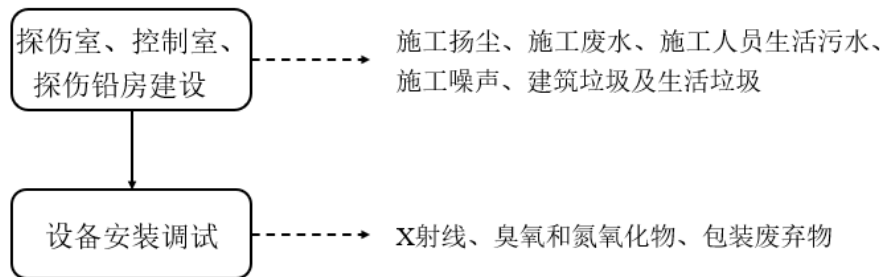 探伤室、控制室、
探伤铅房建设
施工扬尘、施工废水、施工人员生活污水、
施工噪声、建筑垃圾及生活垃圾
设备安装调试
X射线、臭氧和氮氧化物、包装废弃物